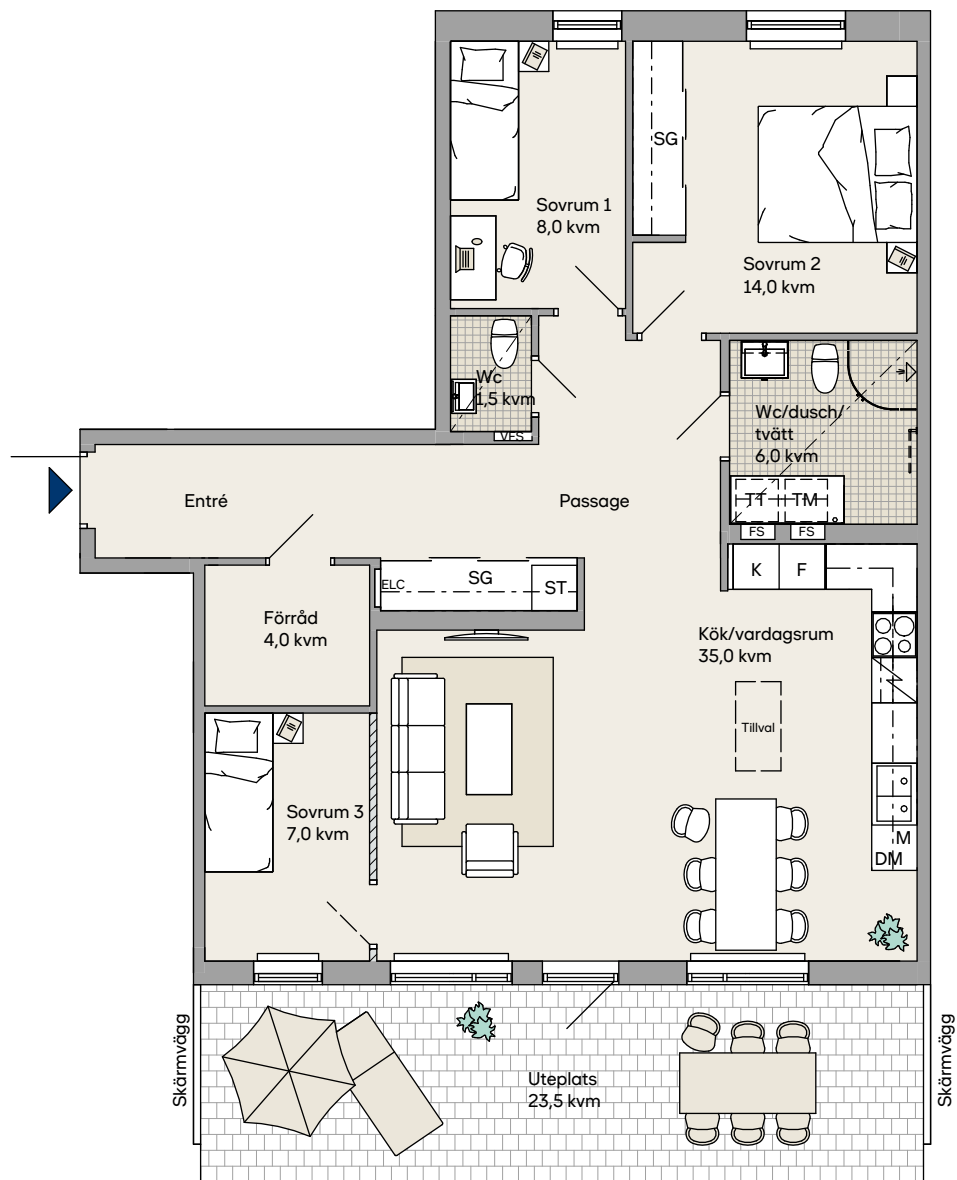 SG
Sovrum 1
8,0 kvm
Sovrum 2
14,0 kvm
Wc
1,5 kvm
VFS
Wc/dusch/
tvätt
6,0 kvm
Entré
Passage
TT
TM
FS
FS
ELC
SG
ST
K
F
Förråd
4,0 kvm
Kök/vardagsrum
35,0 kvm
Tillval
Sovrum 3
7,0 kvm
M
DM
Skärmvägg
Uteplats
23,5 kvm
Skärmvägg